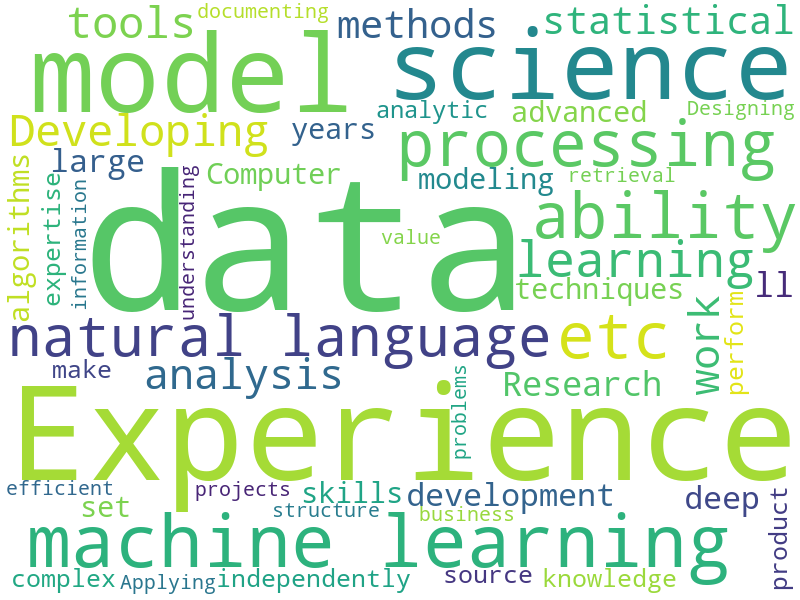 documenting
tools
methods
statistical
model
science
analytic
advanced
Designing
Developing
years
processing
large
Computer
modeling
retrieval
algorithms
expertise
information
understanding
data
value
ability
learning
techniques
ll
natural language
etc
work
perform
make
analysis
problems
Research
Experience
efficient
projects
skills
development
deep
set
structure
business
product
machine learning
complex
Applying
independently
source
knowledge